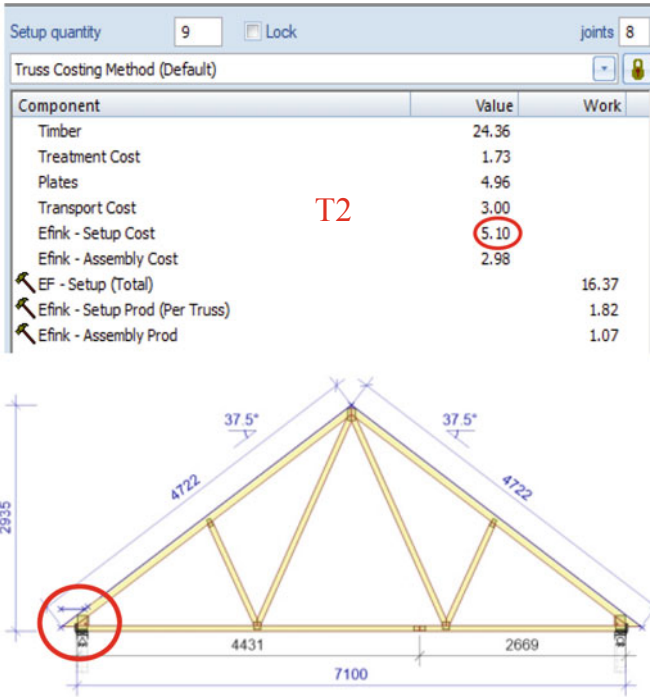 Setup quantity 9 Lock joints 8
Truss Costing Method (Default)
Component Value Work
Timber 24.36
Treatment Cost 1.73
Plates 4.96
Transport Cost 3.00
T2
Efink - Setup Cost 5.10
Efink - Assembly Cost 2.98
EF - Setup (Total) 16.37
Efink - Setup Prod (Per Truss) 1.82
Efink - Assembly Prod 1.07
37.5° 37.5°
4722 4722
2935
4431 2669
7100